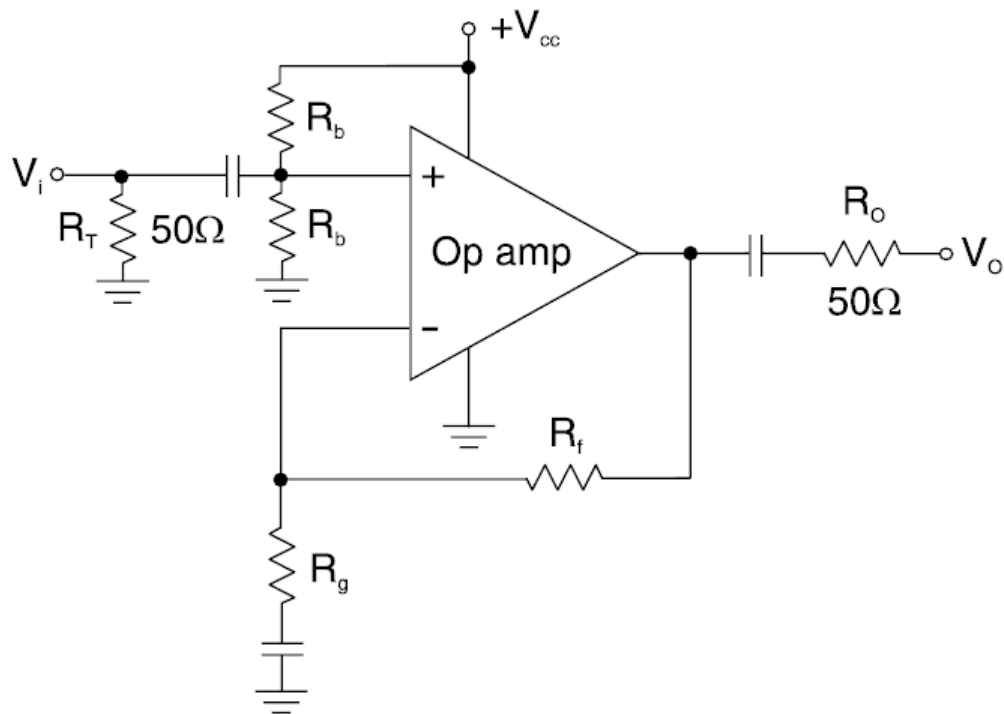 +Vcc
Rb
Vi
+
RT
50Ω
Rb
Op amp
RO
VO
50Ω
-
Rf
Rg